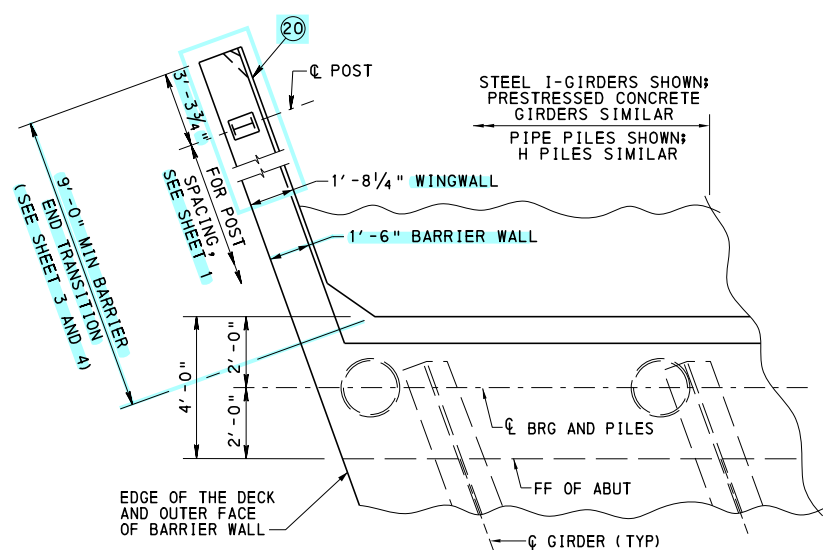 20
℄ POST
3'-3¾"
STEEL I-GIRDERS SHOWN;
PRESTRESSED CONCRETE
GIRDERS SIMILAR
PIPE PILES SHOWN;
H PILES SIMILAR
FOR POST
SPACING,
SEE SHEET 1
1'-8¼" WINGWALL
1'-6" BARRIER WALL
9'-0" MIN BARRIER
END TRANSITION
(SEE SHEET 3 AND 4)
4'-0"
2'-0"
2'-0"
℄ BRG AND PILES
FF OF ABUT
EDGE OF THE DECK
AND OUTER FACE
OF BARRIER WALL
℄ GIRDER (TYP)